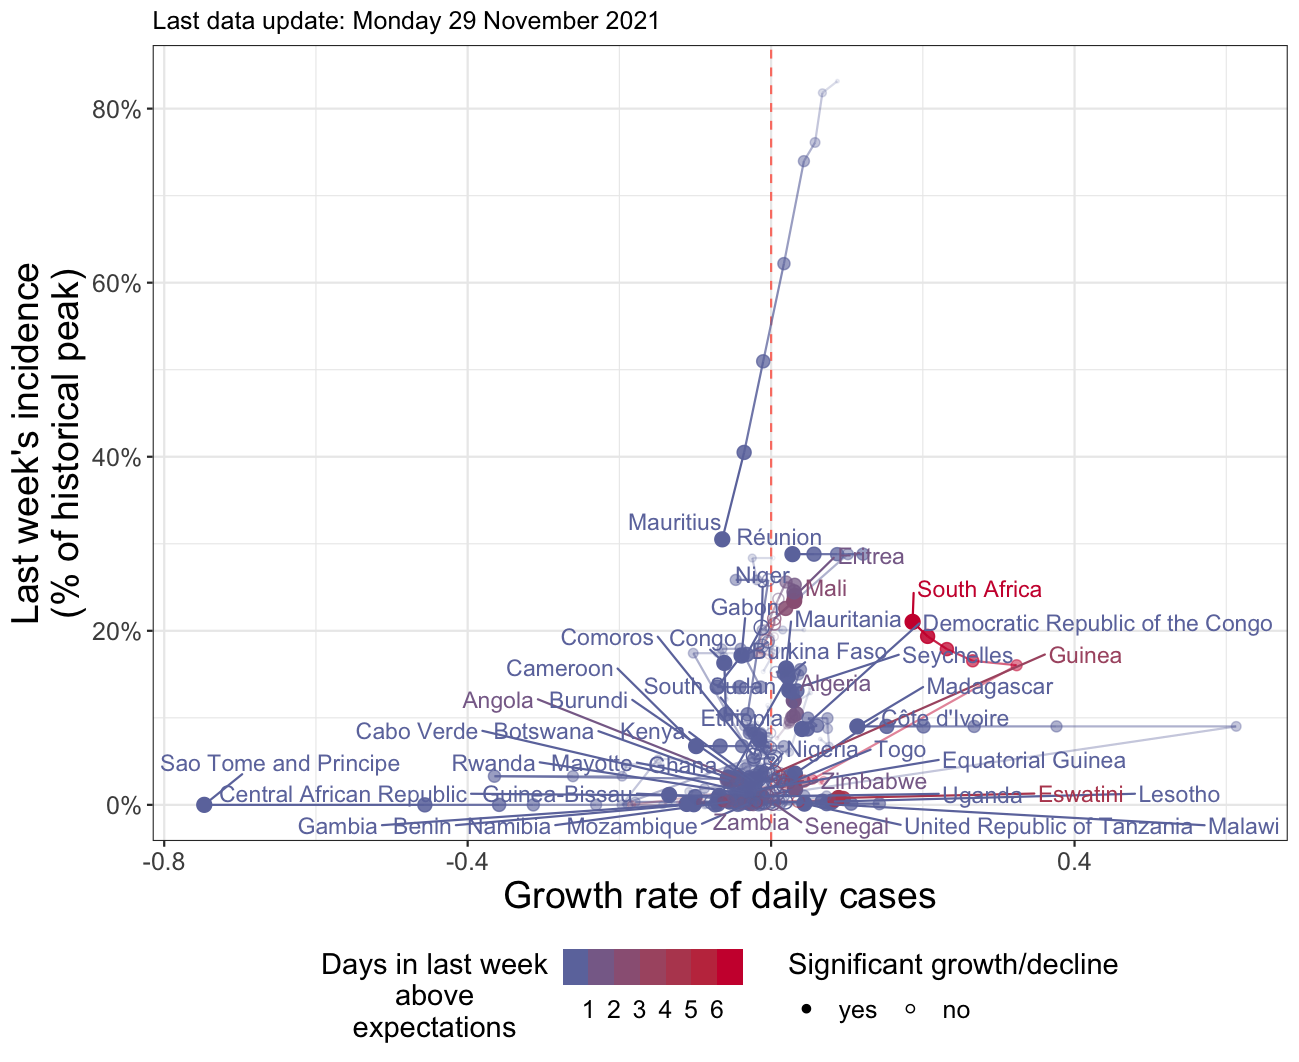 Last data update: Monday 29 November 2021
Last week's incidence
(% of historical peak)
80%
60%
40%
20%
0%
Mauritius
Réunion
Eritrea
Niger
Mali
South Africa
Gabon
Mauritania
Democratic Republic of the Congo
Comoros
Congo
Burkina Faso
Seychelles
Guinea
Cameroon
South Sudan
Algeria
Madagascar
Angola
Burundi
Ethiopia
Côte d'Ivoire
Cabo Verde
Botswana
Kenya
Nigeria
Togo
Sao Tome and Principe
Rwanda
Mayotte
Ghana
Equatorial Guinea
Zimbabwe
Central African Republic
Guinea-Bissau
Uganda
Eswatini
Lesotho
Gambia
Benin
Namibia
Mozambique
Zambia
Senegal
United Republic of Tanzania
Malawi
-0.8
-0.4
0.0
0.4
Growth rate of daily cases
Days in last week
above
expectations
1 2 3 4 5 6
Significant growth/decline
yes
no